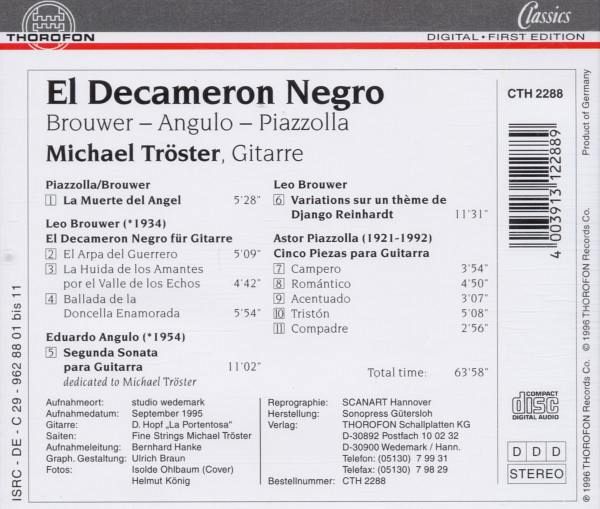 THOROFON
Classics
DIGITAL • FIRST EDITION
El Decameron Negro
Brouwer – Angulo – Piazzolla
Michael Tröster, Gitarre
CTH 2288
Piazzolla/Brouwer
1 La Muerte del Angel 5'28"
Leo Brouwer (*1934)
El Decameron Negro für Gitarre
2 El Arpa del Guerrero 5'09"
3 La Huida de los Amantes
por el Valle de los Echos 4'42"
4 Ballada de la
Doncella Enamorada 5'54"
Eduardo Angulo (*1954)
5 Segunda Sonata
para Guitarra 11'02"
dedicated to Michael Tröster
Leo Brouwer
6 Variations sur un thème de
Django Reinhardt 11'31"
Astor Piazzolla (1921-1992)
Cinco Piezas para Guitarra
7 Campero 3'54"
8 Romántico 4'50"
9 Acentuado 3'07"
10 Tristón 5'08"
11 Compadre 2'56"
Total time: 63'58"
Aufnahmeort: studio wedemark
Aufnahmedatum: September 1995
Gitarre: D. Hopf „La Portentosa"
Saiten: Fine Strings Michael Tröster
Aufnahmeleitung: Bernhard Hanke
Graph. Gestaltung: Ulrich Braun
Fotos: Isolde Ohlbaum (Cover)
Helmut König
Reprographie: SCANART Hannover
Herstellung: Sonopress Gütersloh
Verlag: THOROFON Schallplatten KG
D-30892 Postfach 10 02 32
D-30900 Wedemark / Hann.
Telefon: (05130) 7 99 31
Telefax: (05130) 7 98 29
Bestellnummer: CTH 2288
4 003913 122889
COMPACT
disc
DIGITAL AUDIO
D D D
STEREO
ISRC - DE - C 29 - 962 88 01 bis 11
Product of Germany
℗ 1996 THOROFON Records Co.
© 1996 THOROFON Records Co.